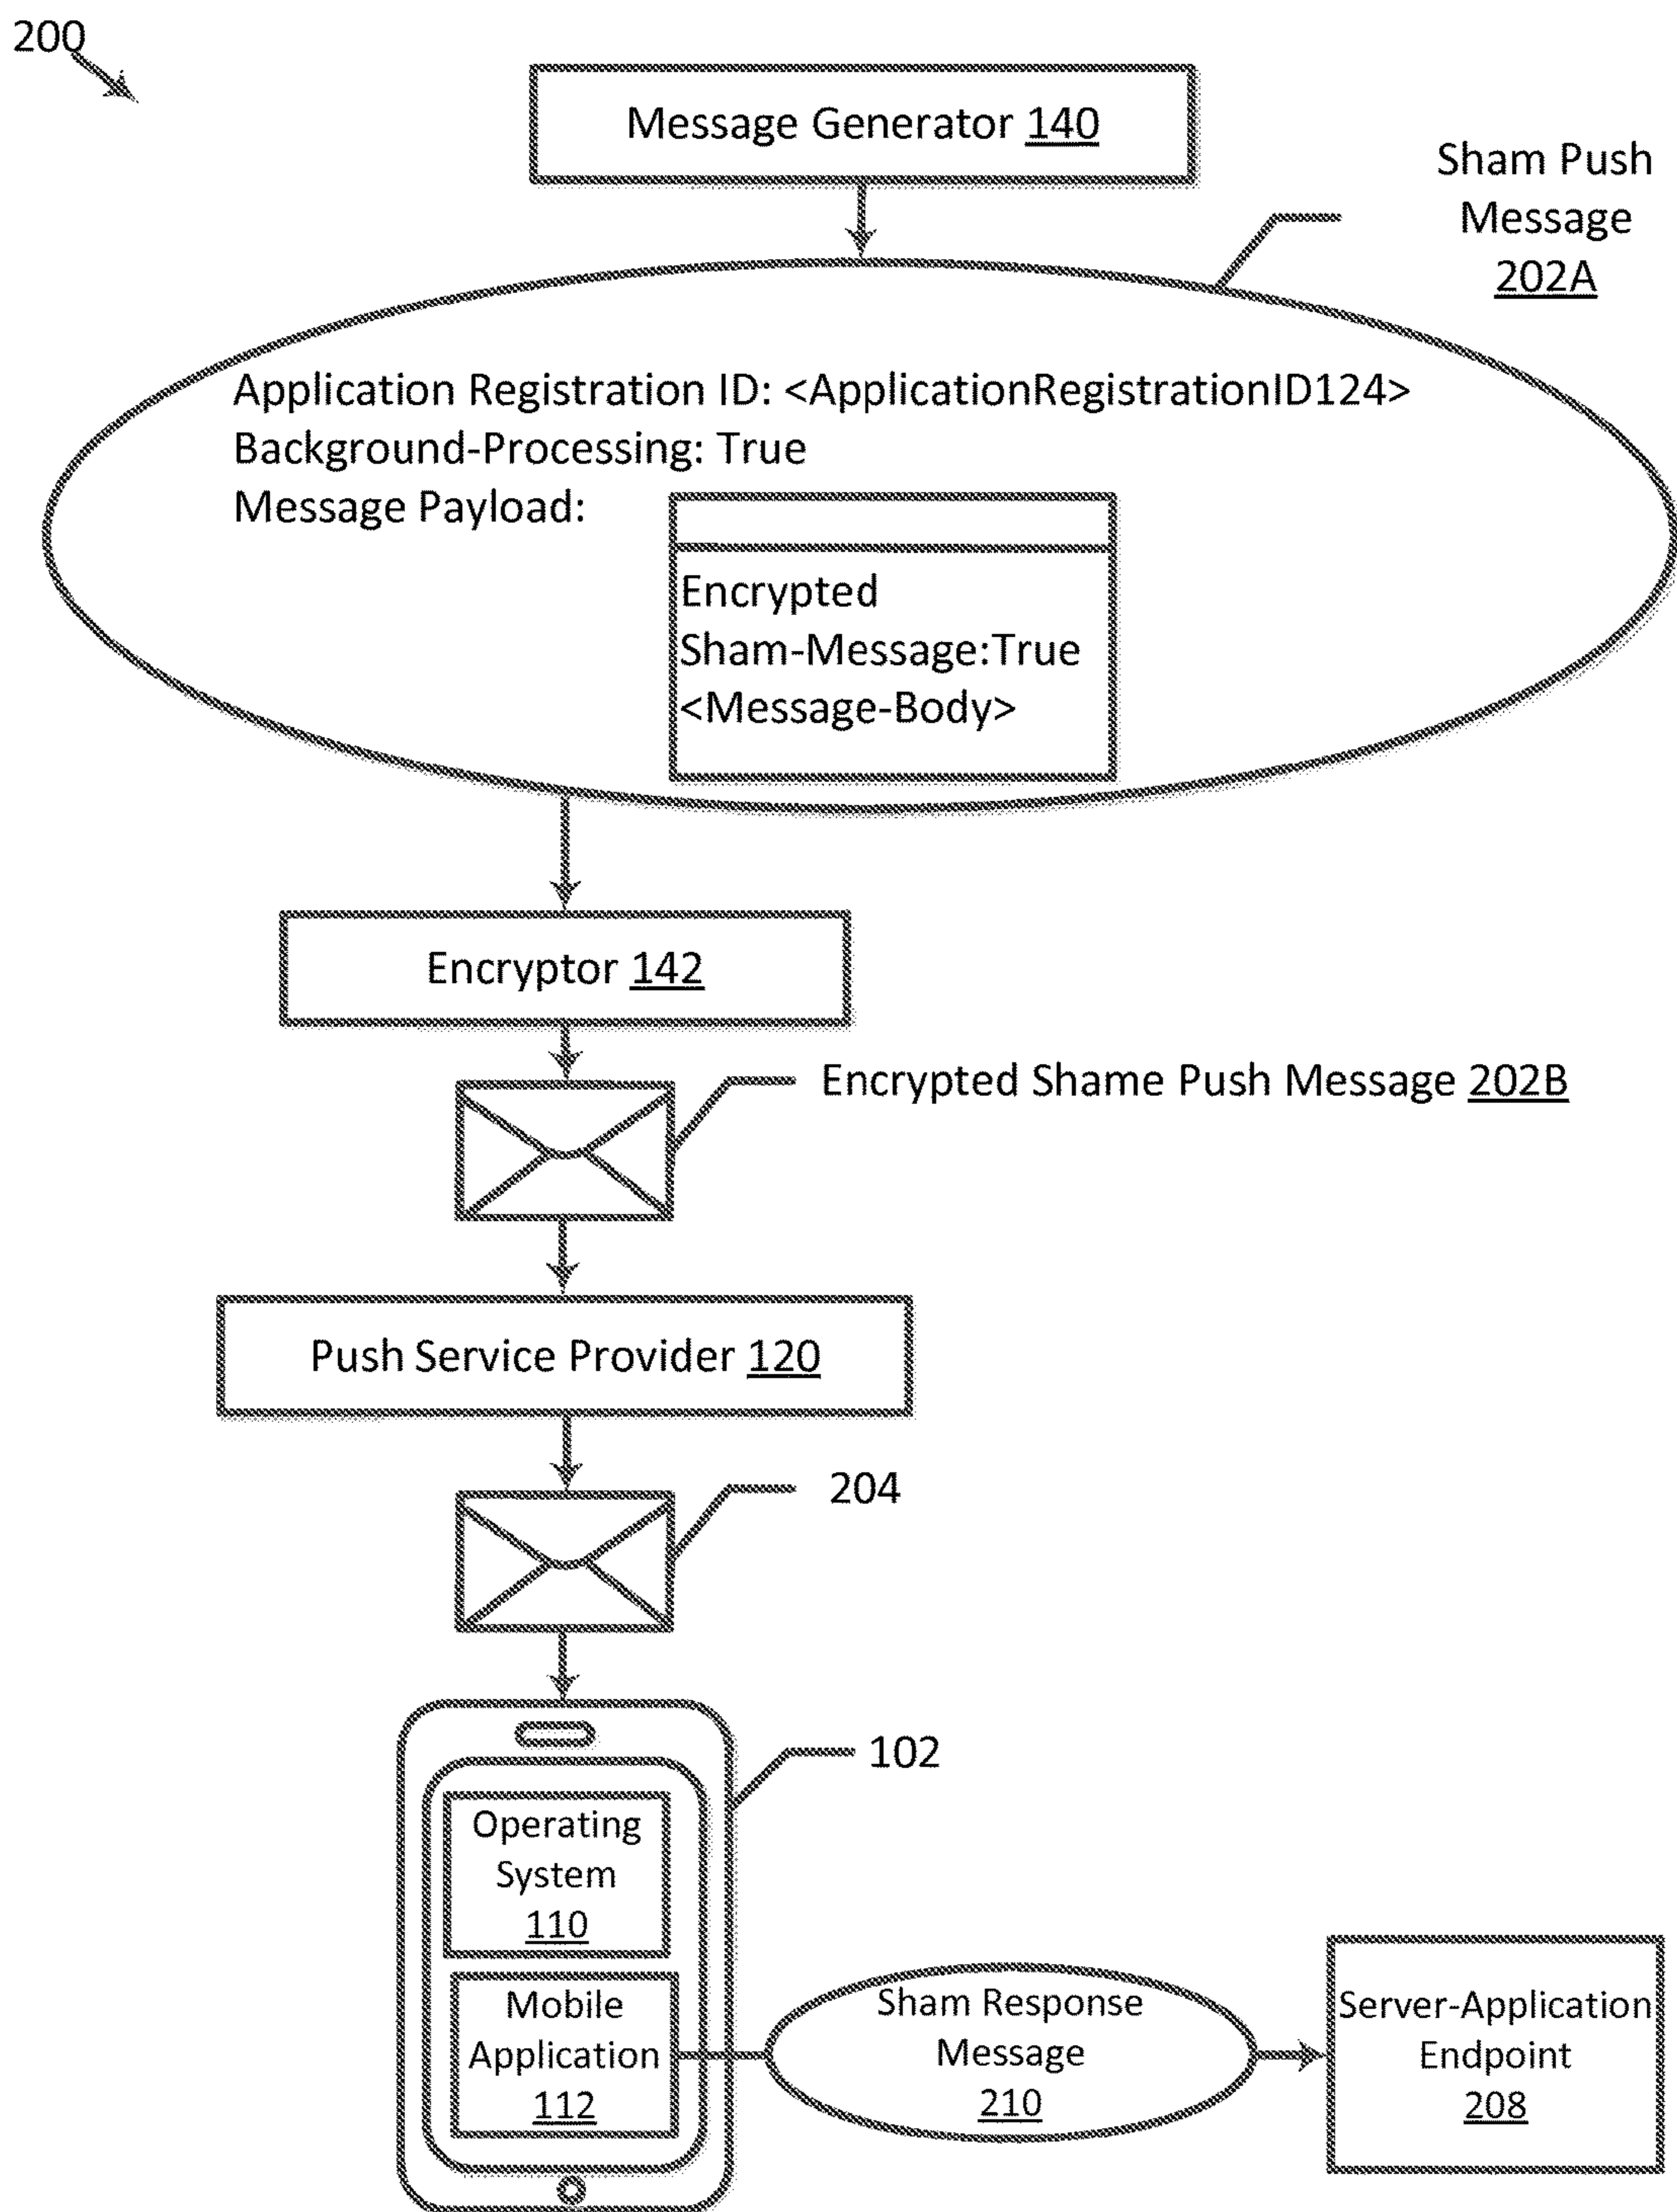 200
Message Generator 140
Sham Push
Message
202A
Application Registration ID: <ApplicationRegistrationID124>
Background-Processing: True
Message Payload:
Encrypted
Sham-Message:True
<Message-Body>
Encryptor 142
Encrypted Shame Push Message 202B
Push Service Provider 120
204
102
Operating
System
110
Mobile
Application
112
Sham Response
Message
210
Server-Application
Endpoint
208